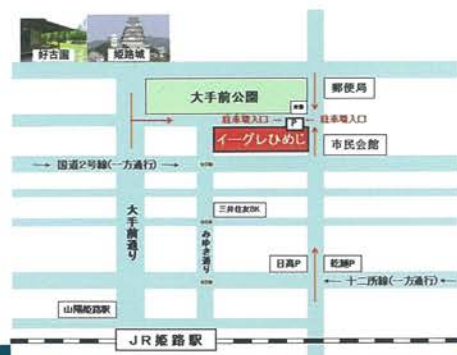 好古園
姫路城
大手前公園
郵便局
駐車場入口
P
駐車場入口
イーグレひめじ
市民会館
国道2号線(一方通行)
三井住友BK
大手前通り
みゆき通り
日高P
乾麺P
十二所線(一方通行)
山陽姫路駅
JR姫路駅